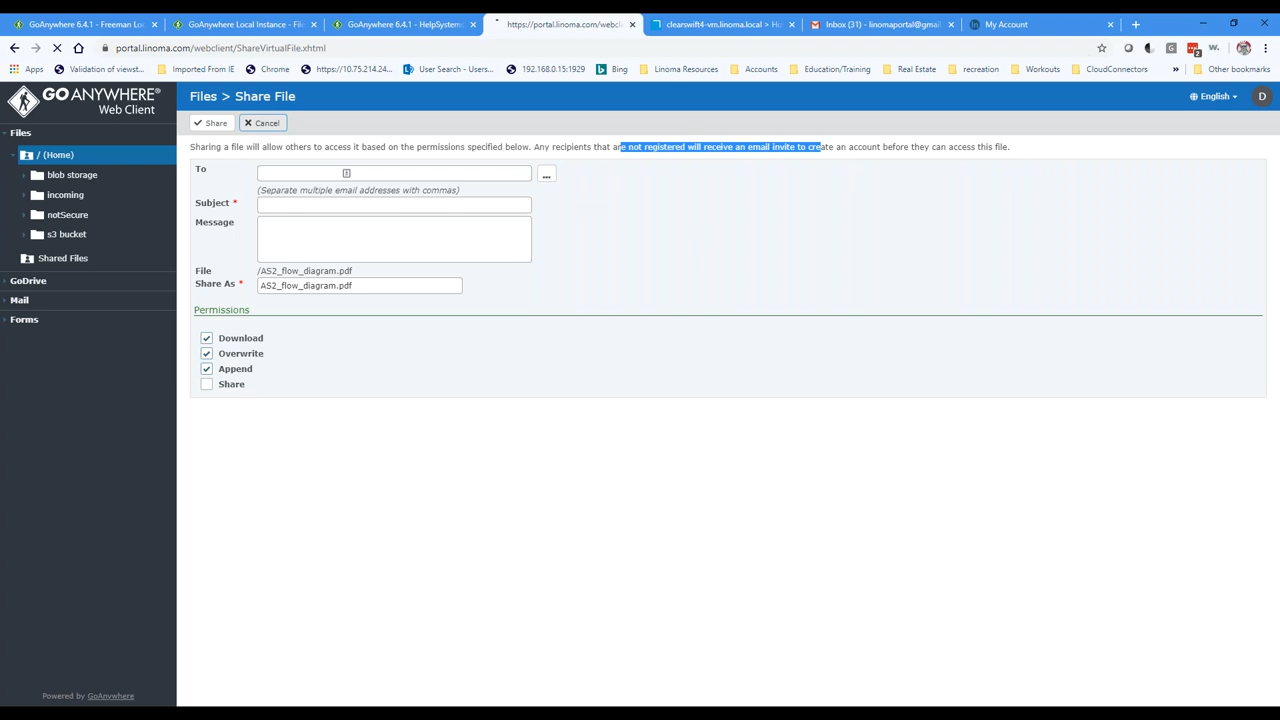 GoAnywhere 6.4.1 - Freeman Lo
GoAnywhere Local Instance - File
GoAnywhere 6.4.1 - HelpSystems
https://portal.linoma.com/webcli
clearswift4-vm.linoma.local > Ho
Inbox (31) - linomaportal@gmail
My Account
portal.linoma.com/webclient/ShareVirtualFile.xhtml
Apps
Validation of viewst...
Imported From IE
Chrome
https://10.75.214.24...
User Search - Users...
192.168.0.15:1929
Bing
Linoma Resources
Accounts
Education/Training
Real Estate
recreation
Workouts
CloudConnectors
»
Other bookmarks
GO ANYWHERE®
Web Client
Files > Share File
English
D
Files
/ (Home)
blob storage
incoming
notSecure
s3 bucket
Shared Files
GoDrive
Mail
Forms
Share
Cancel
Sharing a file will allow others to access it based on the permissions specified below. Any recipients that are not registered will receive an email invite to create an account before they can access this file.
To
...
(Separate multiple email addresses with commas)
Subject *
Message
File /AS2_flow_diagram.pdf
Share As * AS2_flow_diagram.pdf
Permissions
Download
Overwrite
Append
Share
Powered by GoAnywhere